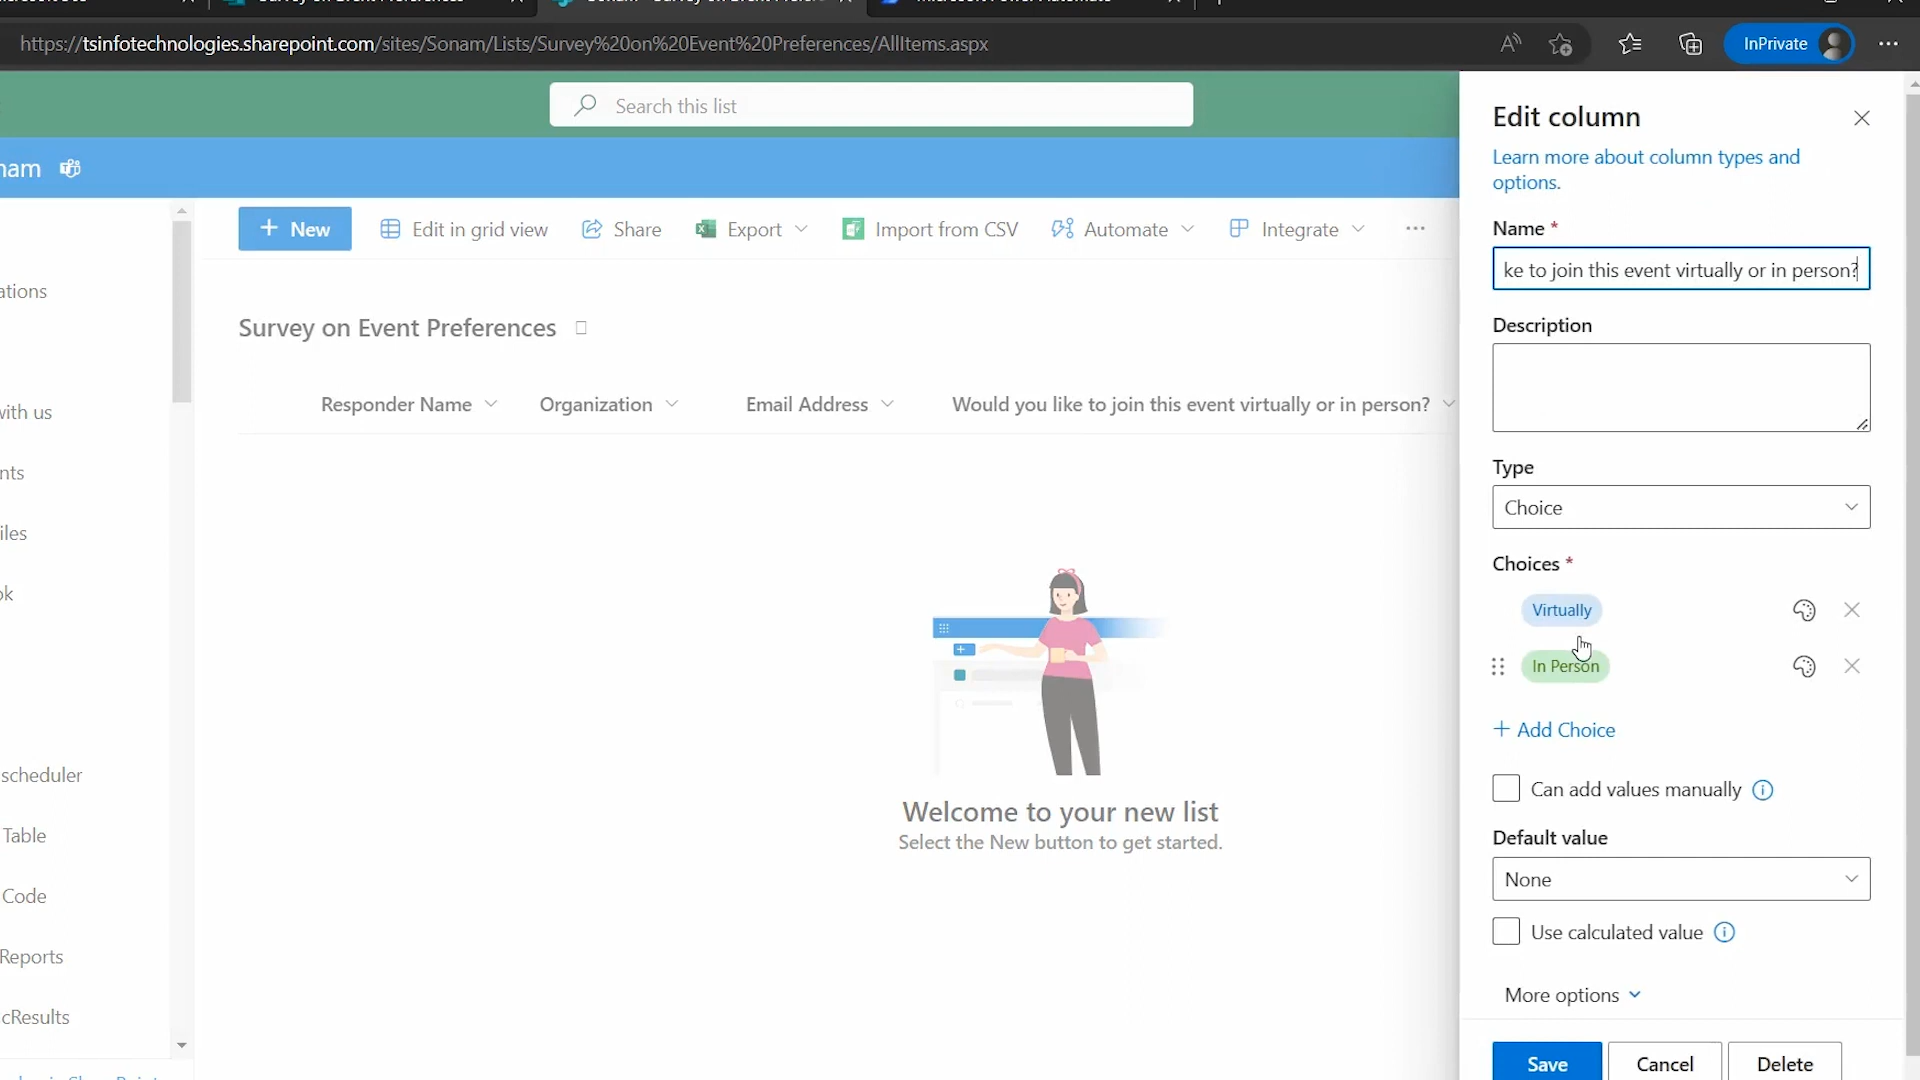 https://tsinfotechnologies.sharepoint.com/sites/Sonam/Lists/Survey%20on%20Event%20Preferences/AllItems.aspx
InPrivate
Search this list
Edit column
Learn more about column types and
options.
Name *
ke to join this event virtually or in person?
Description
Type
Choice
Choices *
Virtually
In Person
+ Add Choice
Can add values manually
Default value
None
Use calculated value
More options
Save
Cancel
Delete
nam
+ New
Edit in grid view
Share
Export
Import from CSV
Automate
Integrate
Survey on Event Preferences
Responder Name
Organization
Email Address
Would you like to join this event virtually or in person?
Welcome to your new list
Select the New button to get started.
ations
with us
nts
iles
ok
scheduler
Table
Code
Reports
cResults